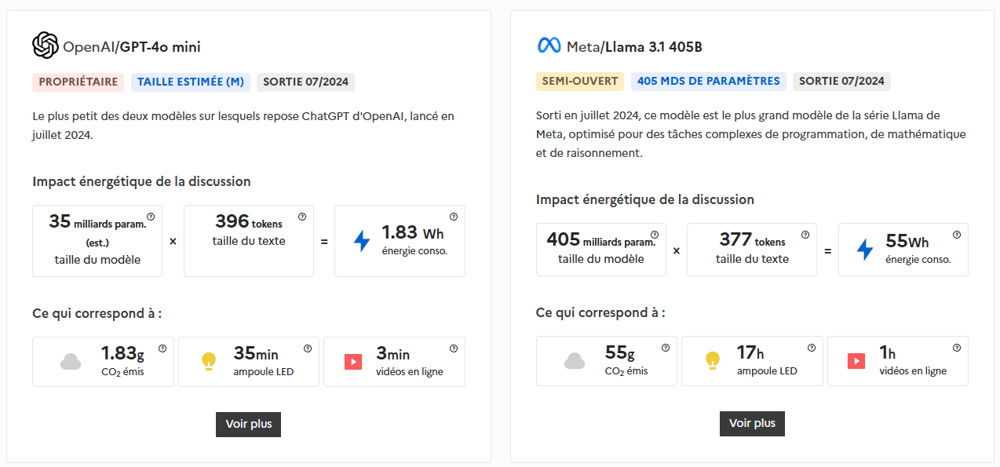 OpenAI/GPT-4o mini
PROPRIÉTAIRE TAILLE ESTIMÉE (M) SORTIE 07/2024
Le plus petit des deux modèles sur lesquels repose ChatGPT d'OpenAI, lancé en
juillet 2024.
Impact énergétique de la discussion
35 milliards param.
(est.)
taille du modèle
×
396 tokens
taille du texte
=
1.83 Wh
énergie conso.
Ce qui correspond à :
1.83g
CO₂ émis
35min
ampoule LED
3min
vidéos en ligne
Voir plus
Meta/Llama 3.1 405B
SEMI-OUVERT 405 MDS DE PARAMÈTRES SORTIE 07/2024
Sorti en juillet 2024, ce modèle est le plus grand modèle de la série Llama de
Meta, optimisé pour des tâches complexes de programmation, de mathématique
et de raisonnement.
Impact énergétique de la discussion
405 milliards param.
taille du modèle
×
377 tokens
taille du texte
=
55Wh
énergie conso.
Ce qui correspond à :
55g
CO₂ émis
17h
ampoule LED
1h
vidéos en ligne
Voir plus